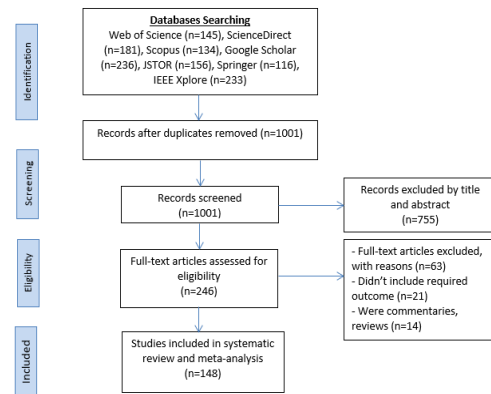 Identification
Databases Searching
Web of Science (n=145), ScienceDirect
(n=181), Scopus (n=134), Google Scholar
(n=236), JSTOR (n=156), Springer (n=116),
IEEE Xplore (n=233)
Records after duplicates removed (n=1001)
Screening
Records screened
(n=1001)
Records excluded by title
and abstract
(n=755)
Eligibility
Full-text articles assessed for
eligibility
(n=246)
- Full-text articles excluded,
with reasons (n=63)
- Didn’t include required
outcome (n=21)
- Were commentaries,
reviews (n=14)
Included
Studies included in systematic
review and meta-analysis
(n=148)